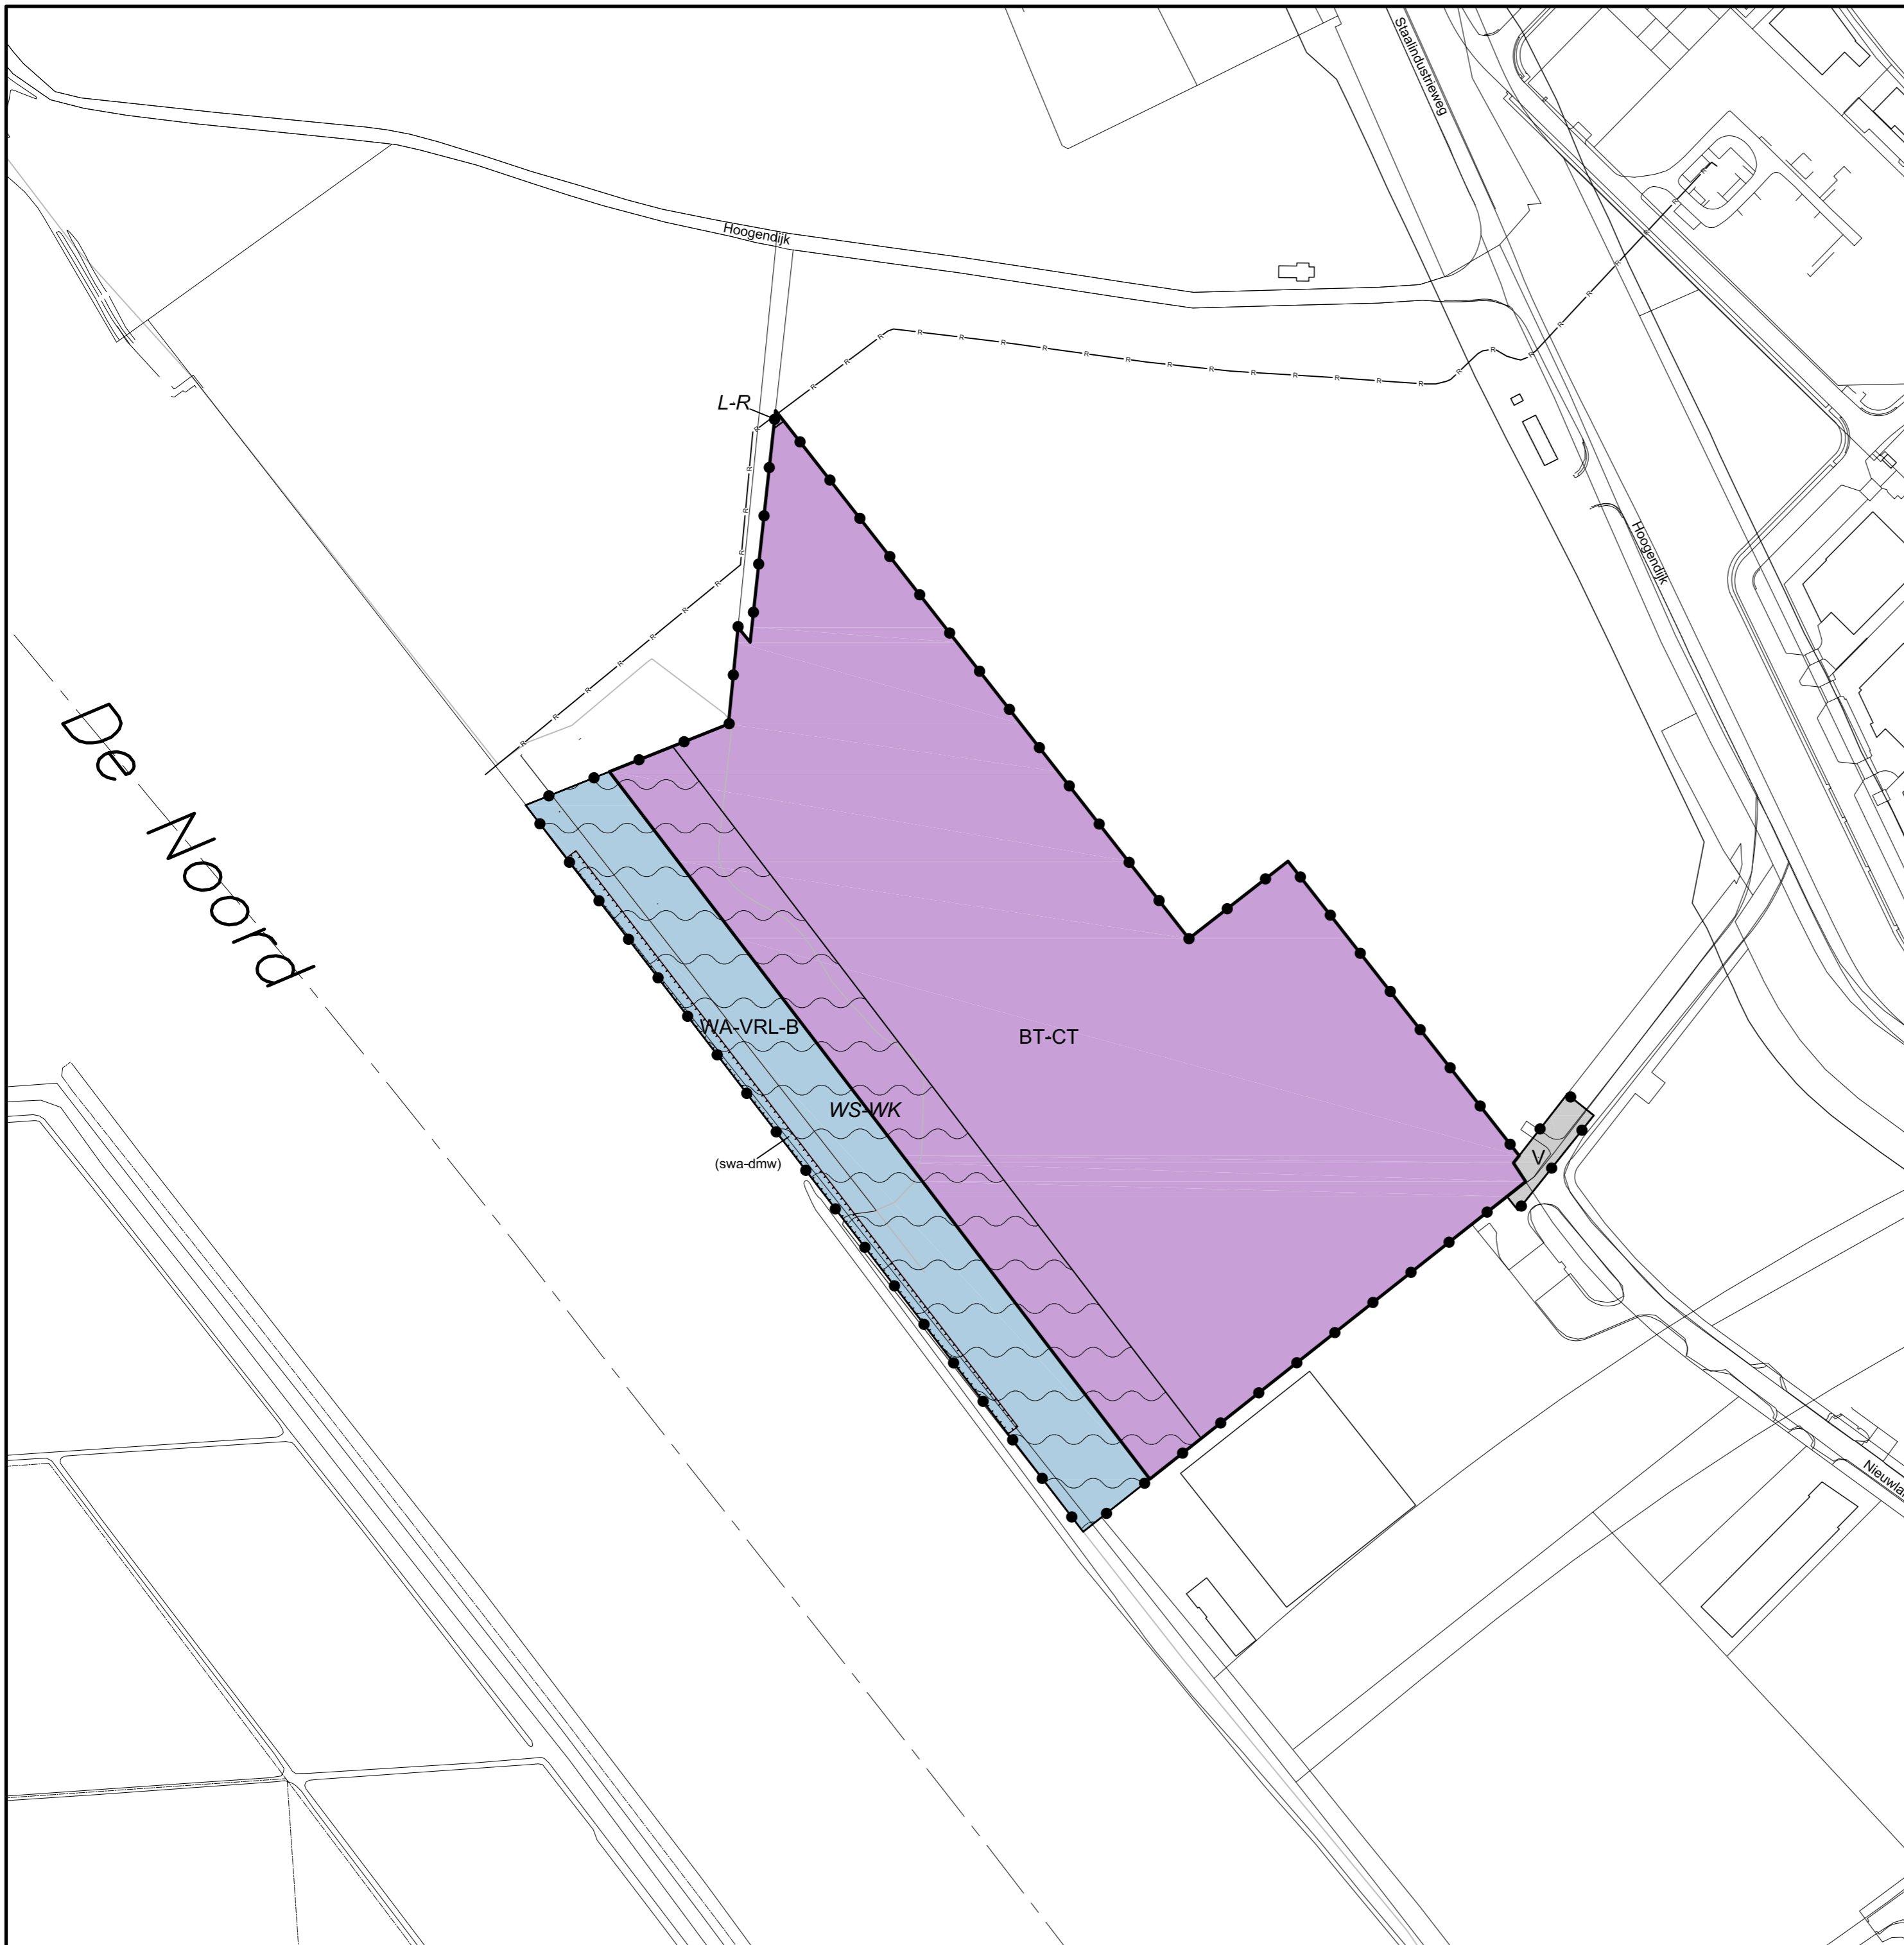 Staalindustrieweg
Hoogendijk
L-R
Hoogendijk
De Noord
WA-VRL-B
BT-CT
WS-WK
V
(swa-dmw)